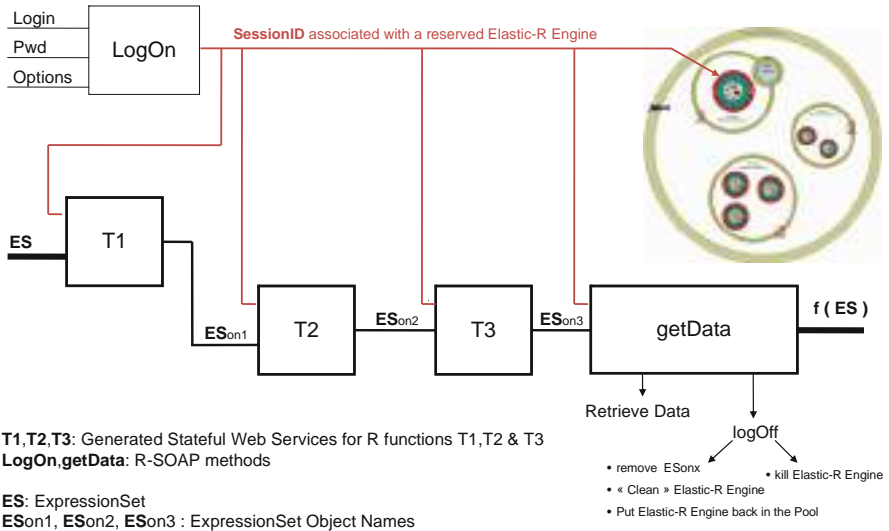 Login
Pwd
Options
LogOn
SessionID associated with a reserved Elastic-R Engine
ES
T1
ESon1
T2
ESon2
T3
ESon3
getData
f ( ES )
Retrieve Data
logOff
• remove ESonx
• « Clean » Elastic-R Engine
• Put Elastic-R Engine back in the Pool
• kill Elastic-R Engine
T1,T2,T3: Generated Stateful Web Services for R functions T1,T2 & T3
LogOn,getData: R-SOAP methods
ES: ExpressionSet
ESon1, ESon2, ESon3 : ExpressionSet Object Names